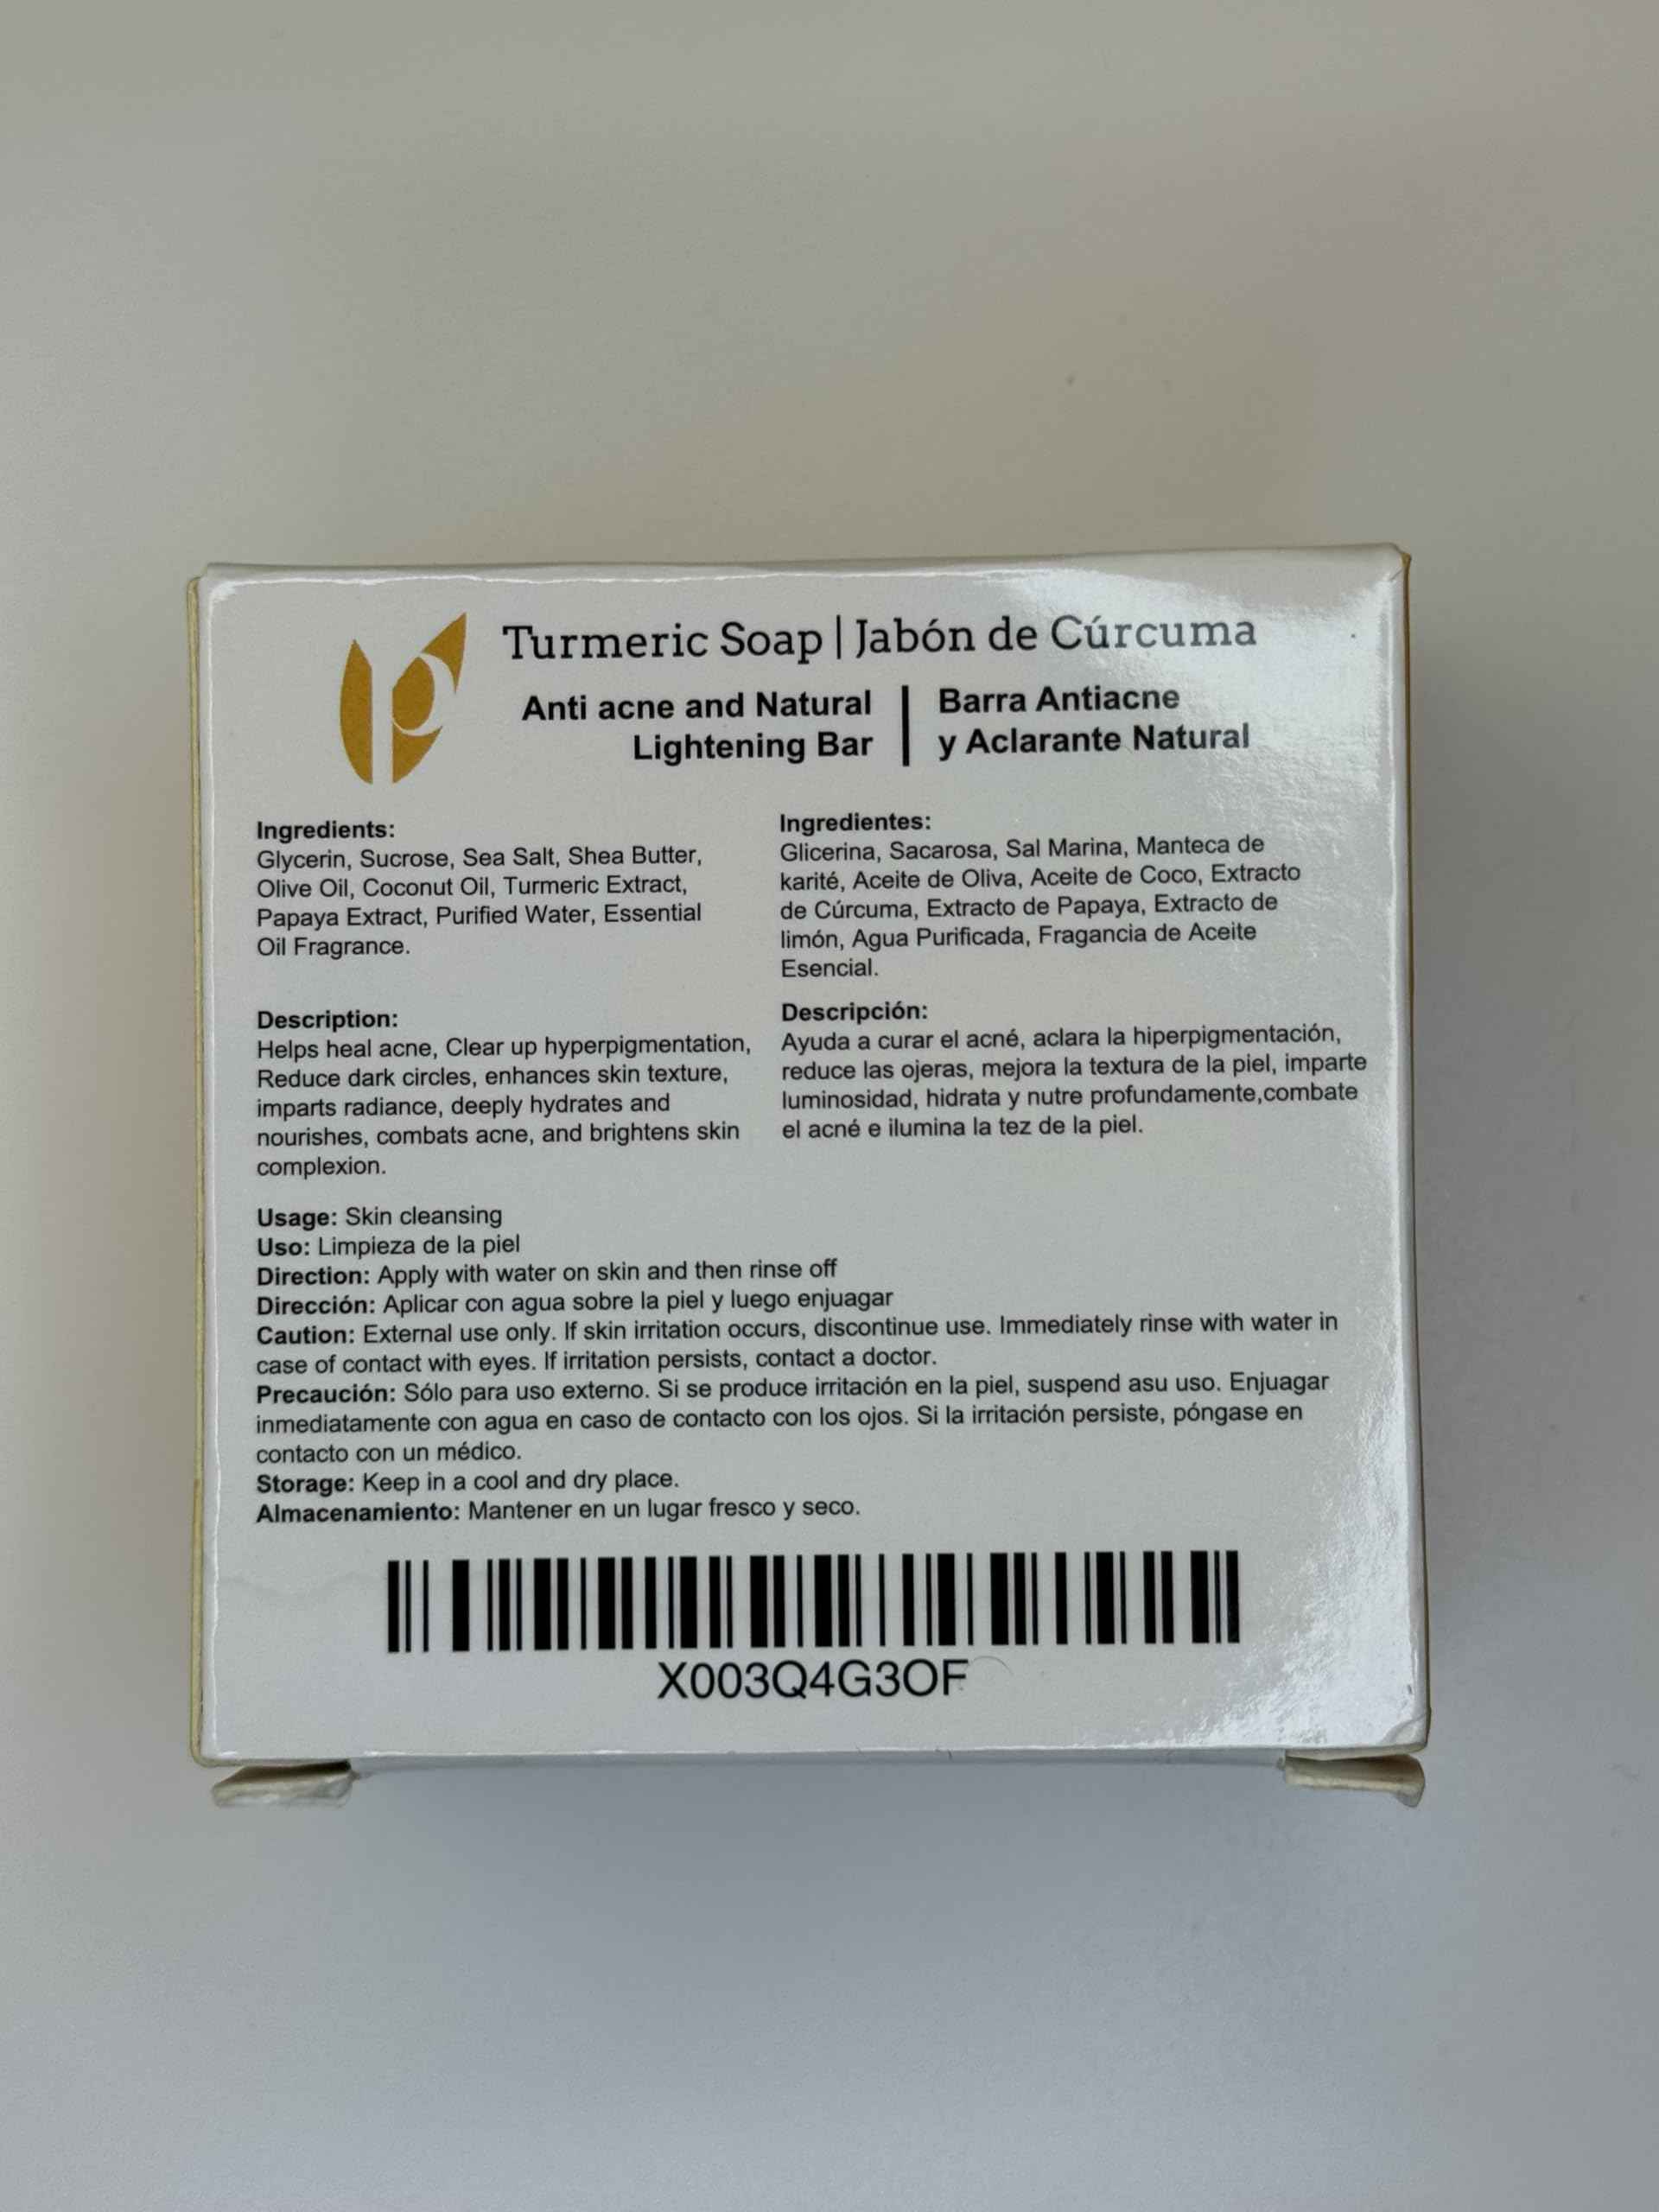 Turmeric Soap | Jabón de Cúrcuma
Anti acne and Natural
Lightening Bar
Barra Antiacne
y Aclarante Natural
Ingredients:
Glycerin, Sucrose, Sea Salt, Shea Butter,
Olive Oil, Coconut Oil, Turmeric Extract,
Papaya Extract, Purified Water, Essential
Oil Fragrance.
Ingredientes:
Glicerina, Sacarosa, Sal Marina, Manteca de
karité, Aceite de Oliva, Aceite de Coco, Extracto
de Cúrcuma, Extracto de Papaya, Extracto de
limón, Agua Purificada, Fragancia de Aceite
Esencial.
Description:
Helps heal acne, Clear up hyperpigmentation,
Reduce dark circles, enhances skin texture,
imparts radiance, deeply hydrates and
nourishes, combats acne, and brightens skin
complexion.
Descripción:
Ayuda a curar el acné, aclara la hiperpigmentación,
reduce las ojeras, mejora la textura de la piel, imparte
luminosidad, hidrata y nutre profundamente,combate
el acné e ilumina la tez de la piel.
Usage: Skin cleansing
Uso: Limpieza de la piel
Direction: Apply with water on skin and then rinse off
Dirección: Aplicar con agua sobre la piel y luego enjuagar
Caution: External use only. If skin irritation occurs, discontinue use. Immediately rinse with water in
case of contact with eyes. If irritation persists, contact a doctor.
Precaución: Sólo para uso externo. Si se produce irritación en la piel, suspend asu uso. Enjuagar
inmediatamente con agua en caso de contacto con los ojos. Si la irritación persiste, póngase en
contacto con un médico.
Storage: Keep in a cool and dry place.
Almacenamiento: Mantener en un lugar fresco y seco.
X003Q4G3OF